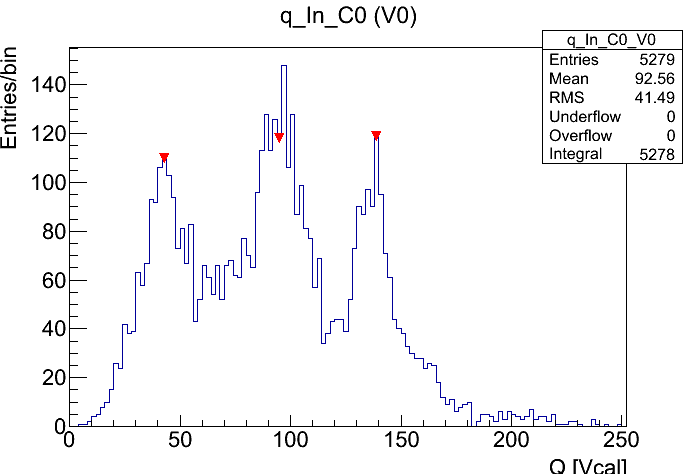 q_In_C0 (V0)
q_In_C0_V0
Entries 5279
Mean 92.56
RMS 41.49
Underflow 0
Overflow 0
Integral 5278
Entries/bin
140
120
100
80
60
40
20
0
0 50 100 150 200 250
Q [Vcal]